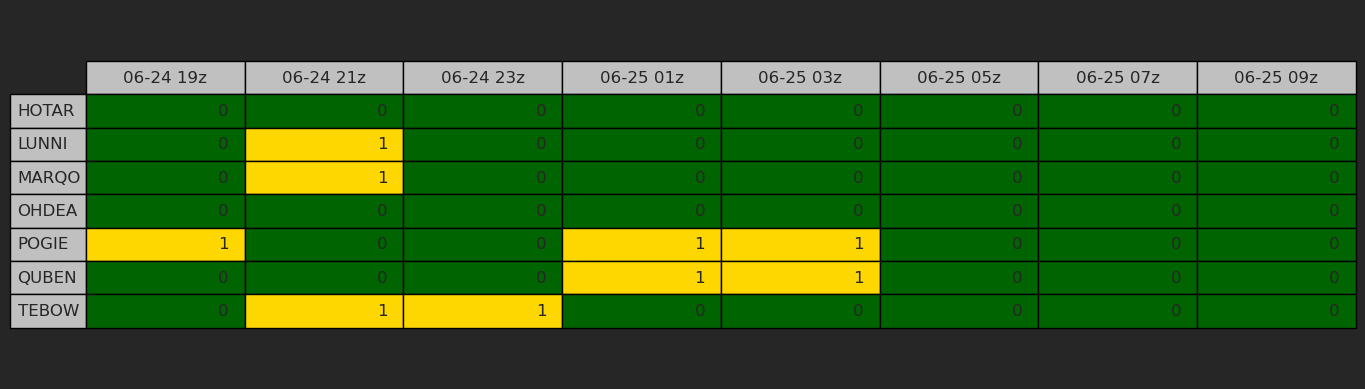 06-24 19z 06-24 21z 06-24 23z 06-25 01z 06-25 03z 06-25 05z 06-25 07z 06-25 09z
HOTAR 0 0 0 0 0 0 0 0
LUNNI 0 1 0 0 0 0 0 0
MARQO 0 1 0 0 0 0 0 0
OHDEA 0 0 0 0 0 0 0 0
POGIE 1 0 0 1 1 0 0 0
QUBEN 0 0 0 1 1 0 0 0
TEBOW 0 1 1 0 0 0 0 0